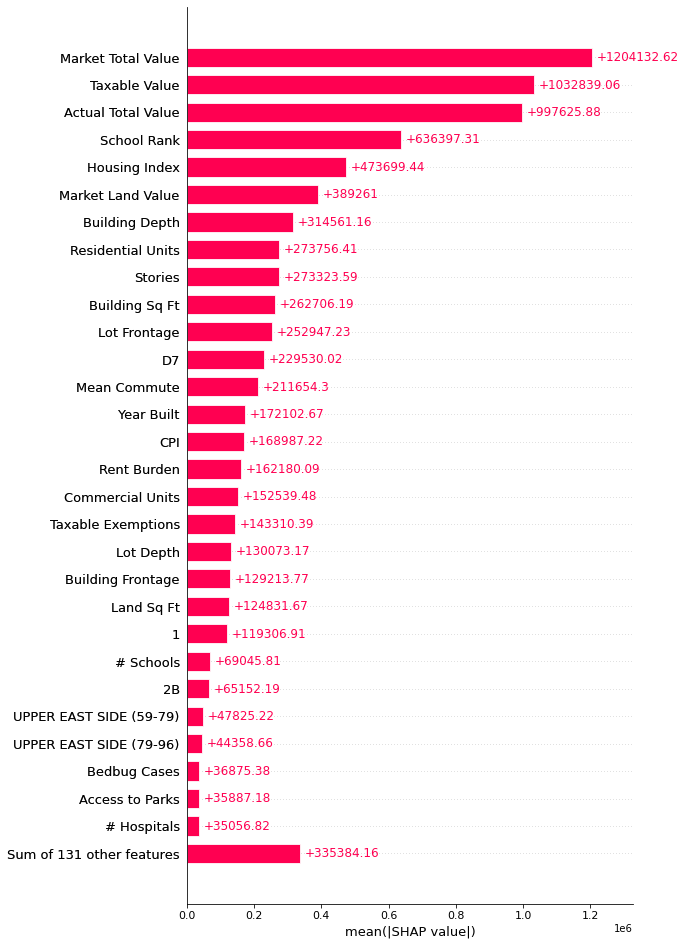 Market Total Value +1204132.62
Taxable Value +1032839.06
Actual Total Value +997625.88
School Rank +636397.31
Housing Index +473699.44
Market Land Value +389261
Building Depth +314561.16
Residential Units +273756.41
Stories +273323.59
Building Sq Ft +262706.19
Lot Frontage +252947.23
D7 +229530.02
Mean Commute +211654.3
Year Built +172102.67
CPI +168987.22
Rent Burden +162180.09
Commercial Units +152539.48
Taxable Exemptions +143310.39
Lot Depth +130073.17
Building Frontage +129213.77
Land Sq Ft +124831.67
1 +119306.91
# Schools +69045.81
2B +65152.19
UPPER EAST SIDE (59-79) +47825.22
UPPER EAST SIDE (79-96) +44358.66
Bedbug Cases +36875.38
Access to Parks +35887.18
# Hospitals +35056.82
Sum of 131 other features +335384.16
0.0 0.2 0.4 0.6 0.8 1.0 1.2
1e6
mean(|SHAP value|)